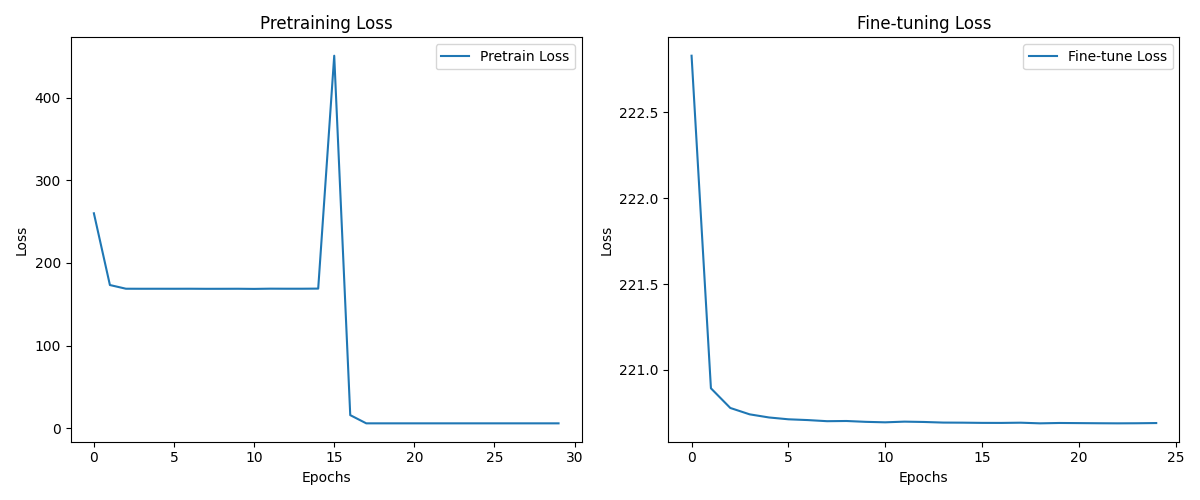 Pretraining Loss
Pretrain Loss
400
300
200
100
0
Loss
0 5 10 15 20 25 30
Epochs
Fine-tuning Loss
Fine-tune Loss
222.5
222.0
221.5
221.0
Loss
0 5 10 15 20 25
Epochs